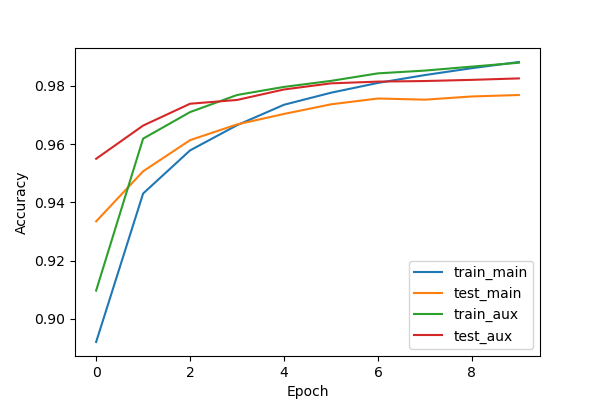 0.98
0.96
0.94
0.92
0.90
Accuracy
0 2 4 6 8
Epoch
train_main
test_main
train_aux
test_aux